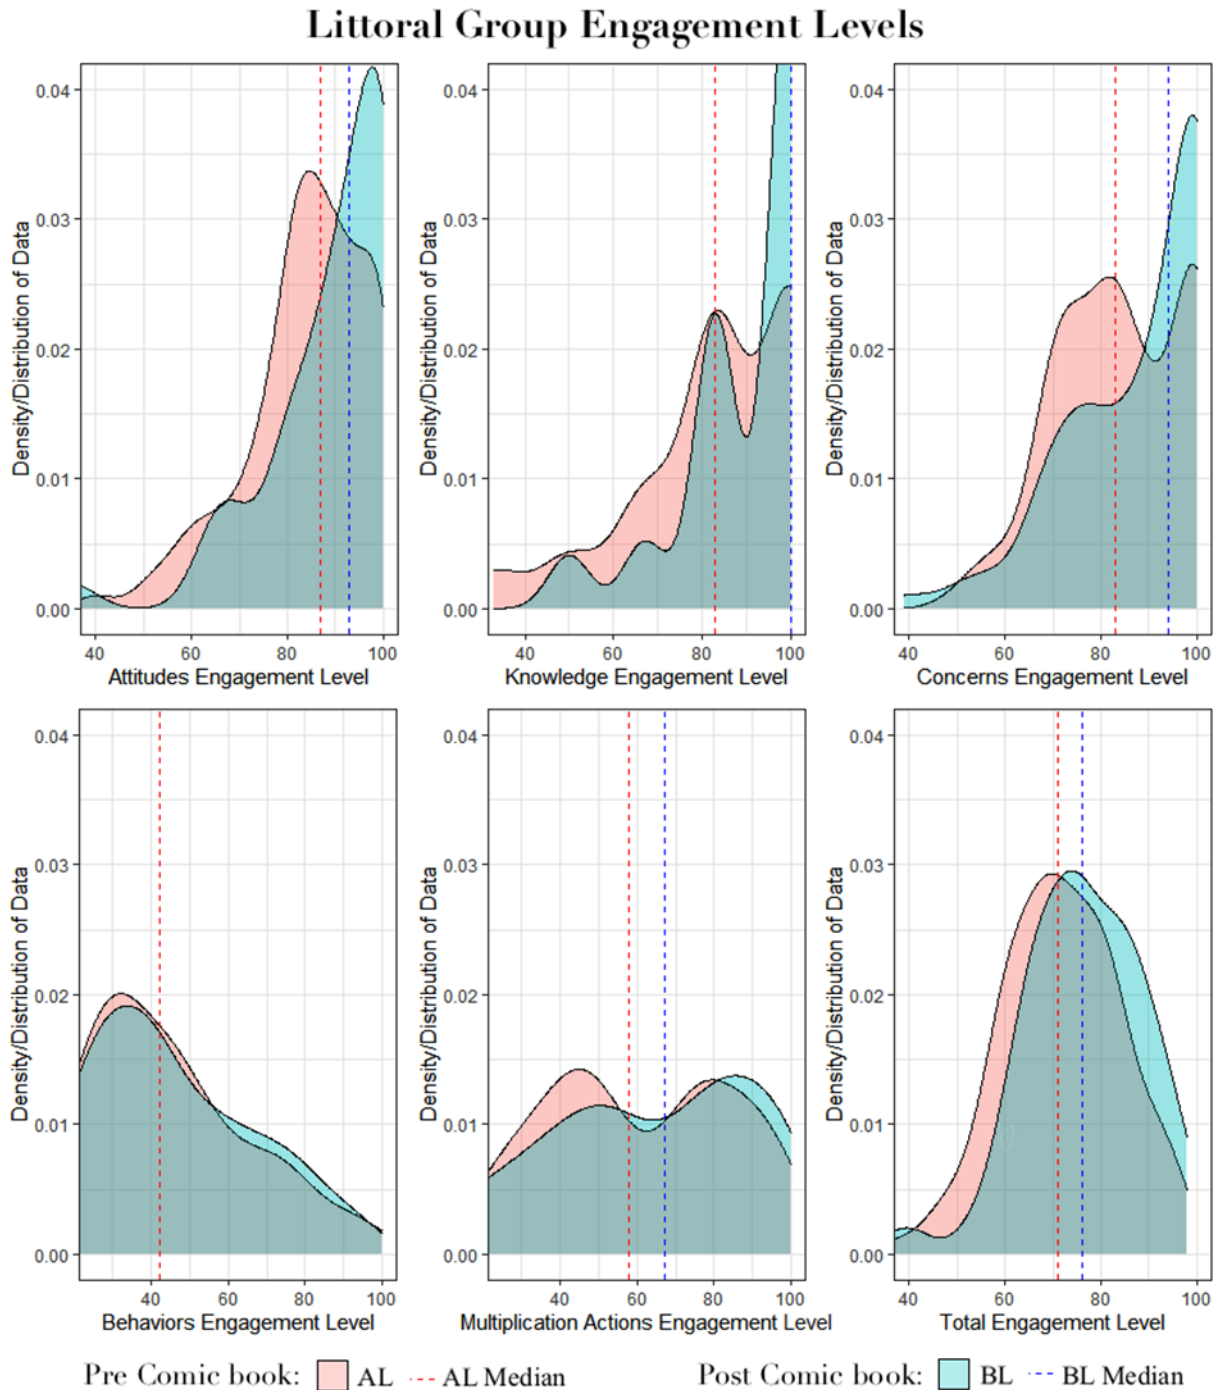 Littoral Group Engagement Levels
Density/Distribution of Data
0.04
0.03
0.02
0.01
0.00
40 60 80 100
Attitudes Engagement Level
Density/Distribution of Data
0.04
0.03
0.02
0.01
0.00
40 60 80 100
Knowledge Engagement Level
Density/Distribution of Data
0.04
0.03
0.02
0.01
0.00
40 60 80 100
Concerns Engagement Level
Density/Distribution of Data
0.04
0.03
0.02
0.01
0.00
40 60 80 100
Behaviors Engagement Level
Density/Distribution of Data
0.04
0.03
0.02
0.01
0.00
40 60 80 100
Multiplication Actions Engagement Level
Density/Distribution of Data
0.04
0.03
0.02
0.01
0.00
40 60 80 100
Total Engagement Level
Pre Comic book: AL AL Median Post Comic book: BL BL Median